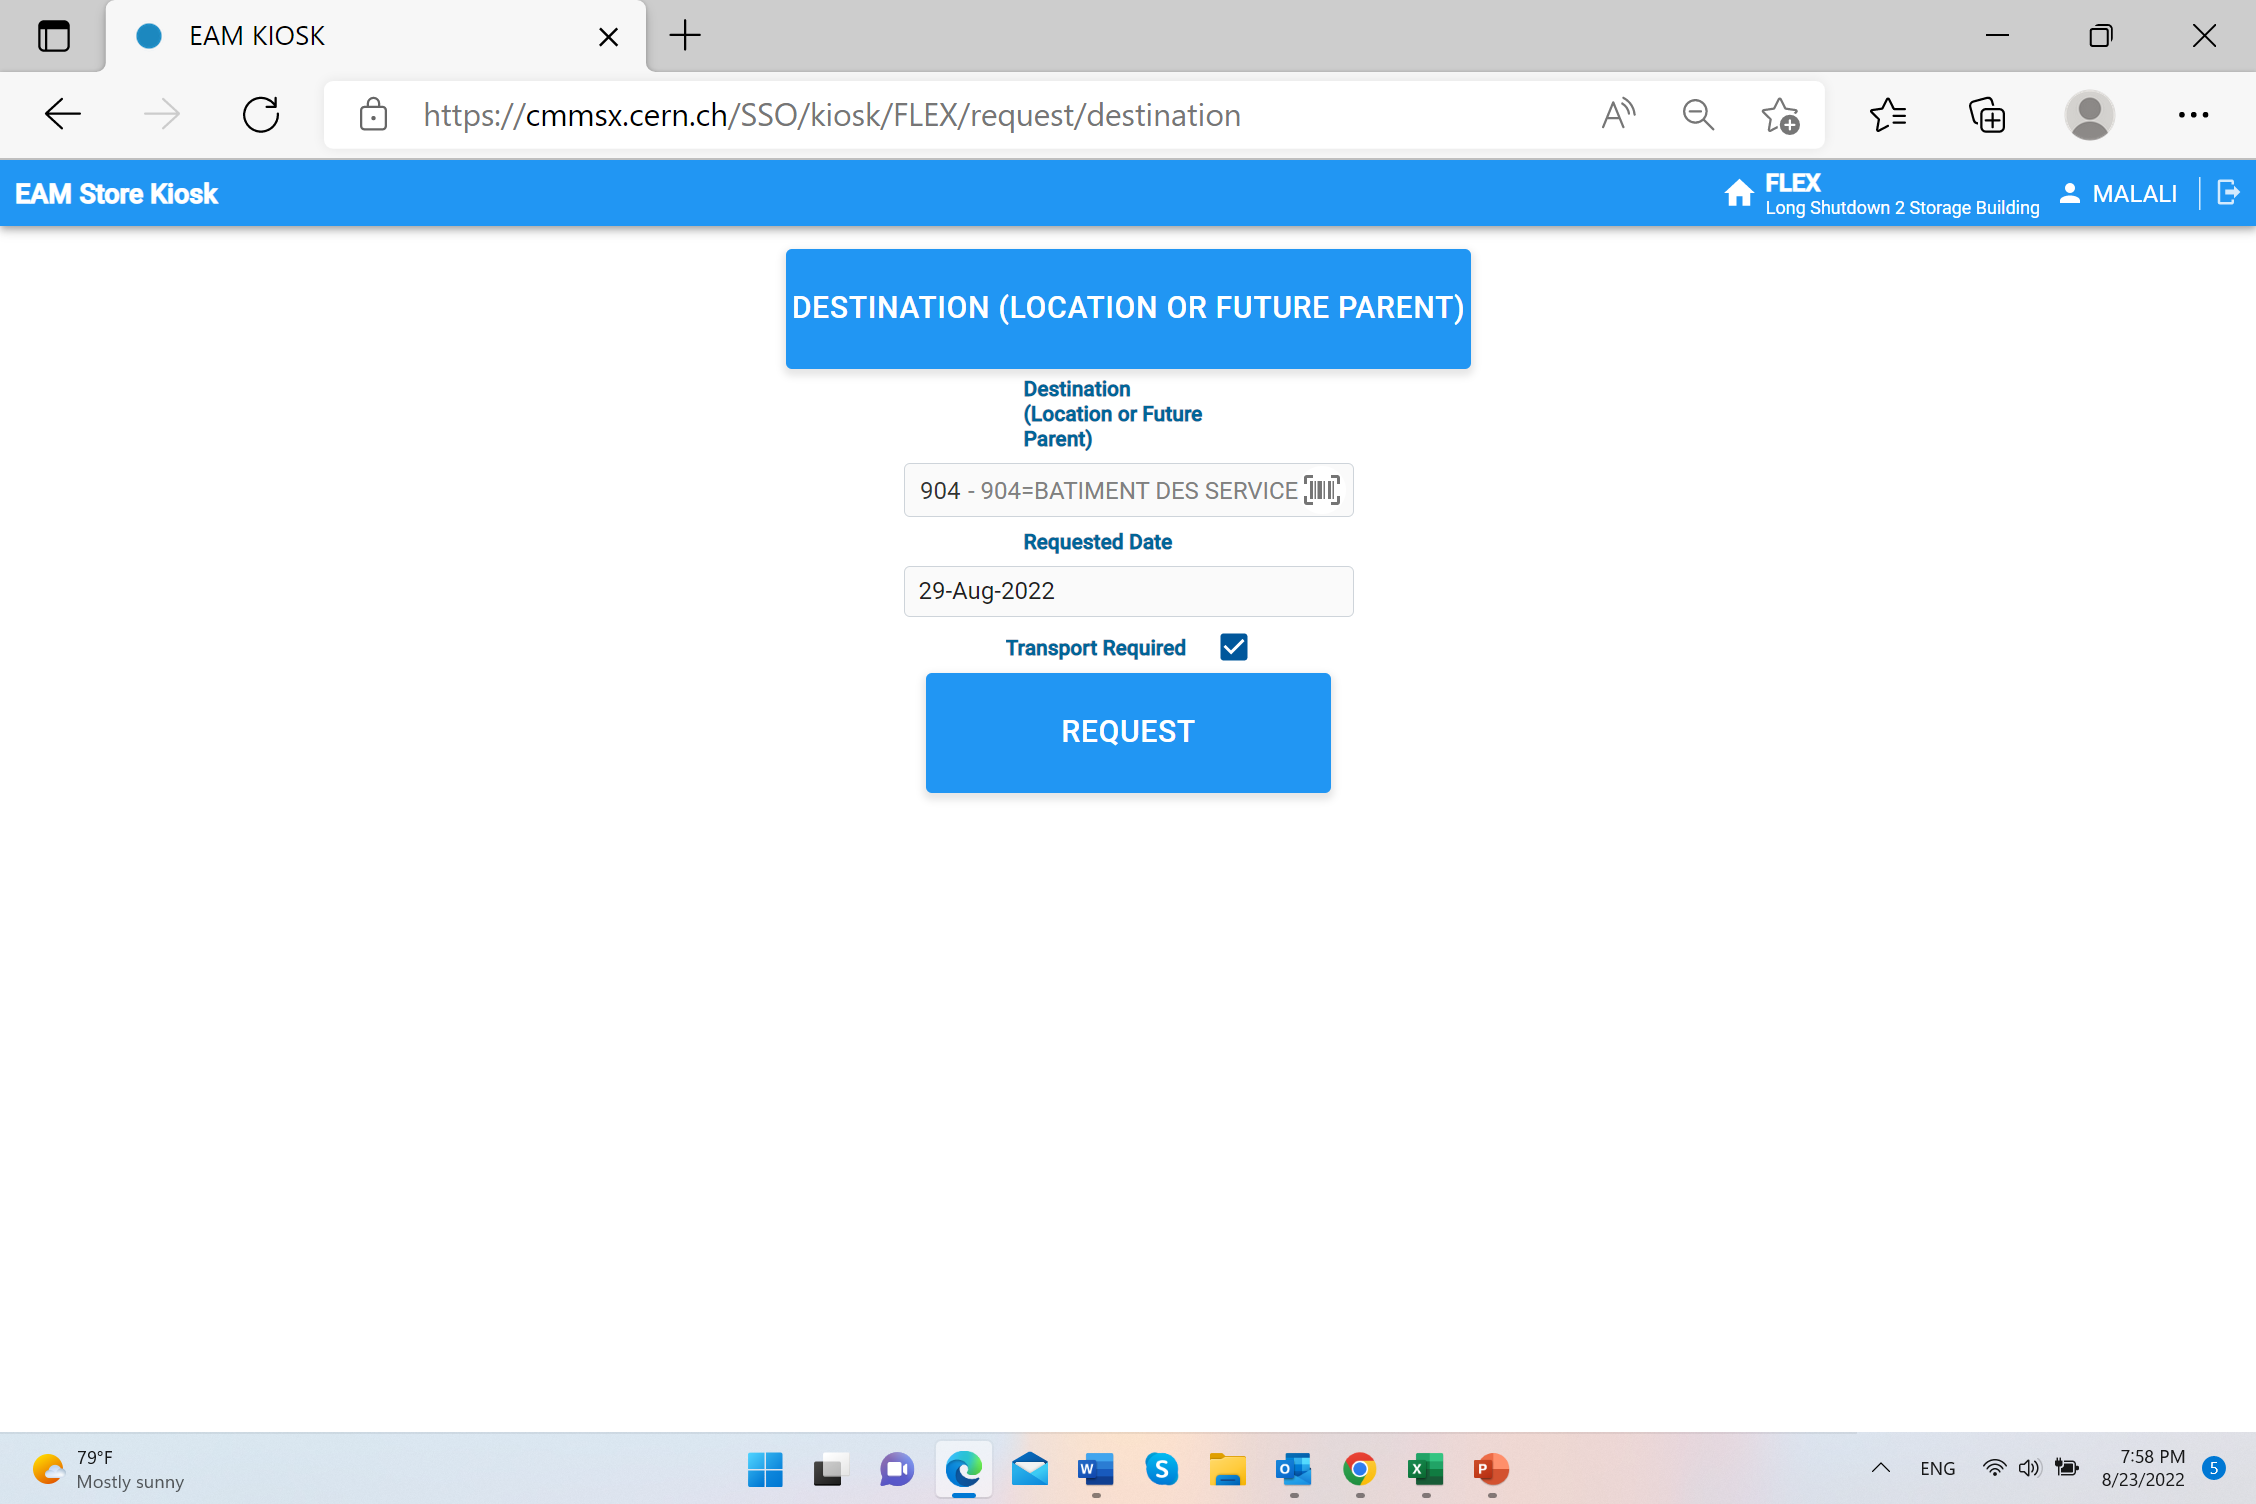 EAM KIOSK
https://cmmsx.cern.ch/SSO/kiosk/FLEX/request/destination
EAM Store Kiosk
FLEX
Long Shutdown 2 Storage Building
MALALI
DESTINATION (LOCATION OR FUTURE PARENT)
Destination
(Location or Future
Parent)
904 - 904=BATIMENT DES SERVICE
Requested Date
29-Aug-2022
Transport Required
REQUEST
79°F
Mostly sunny
ENG
7:58 PM
8/23/2022
5